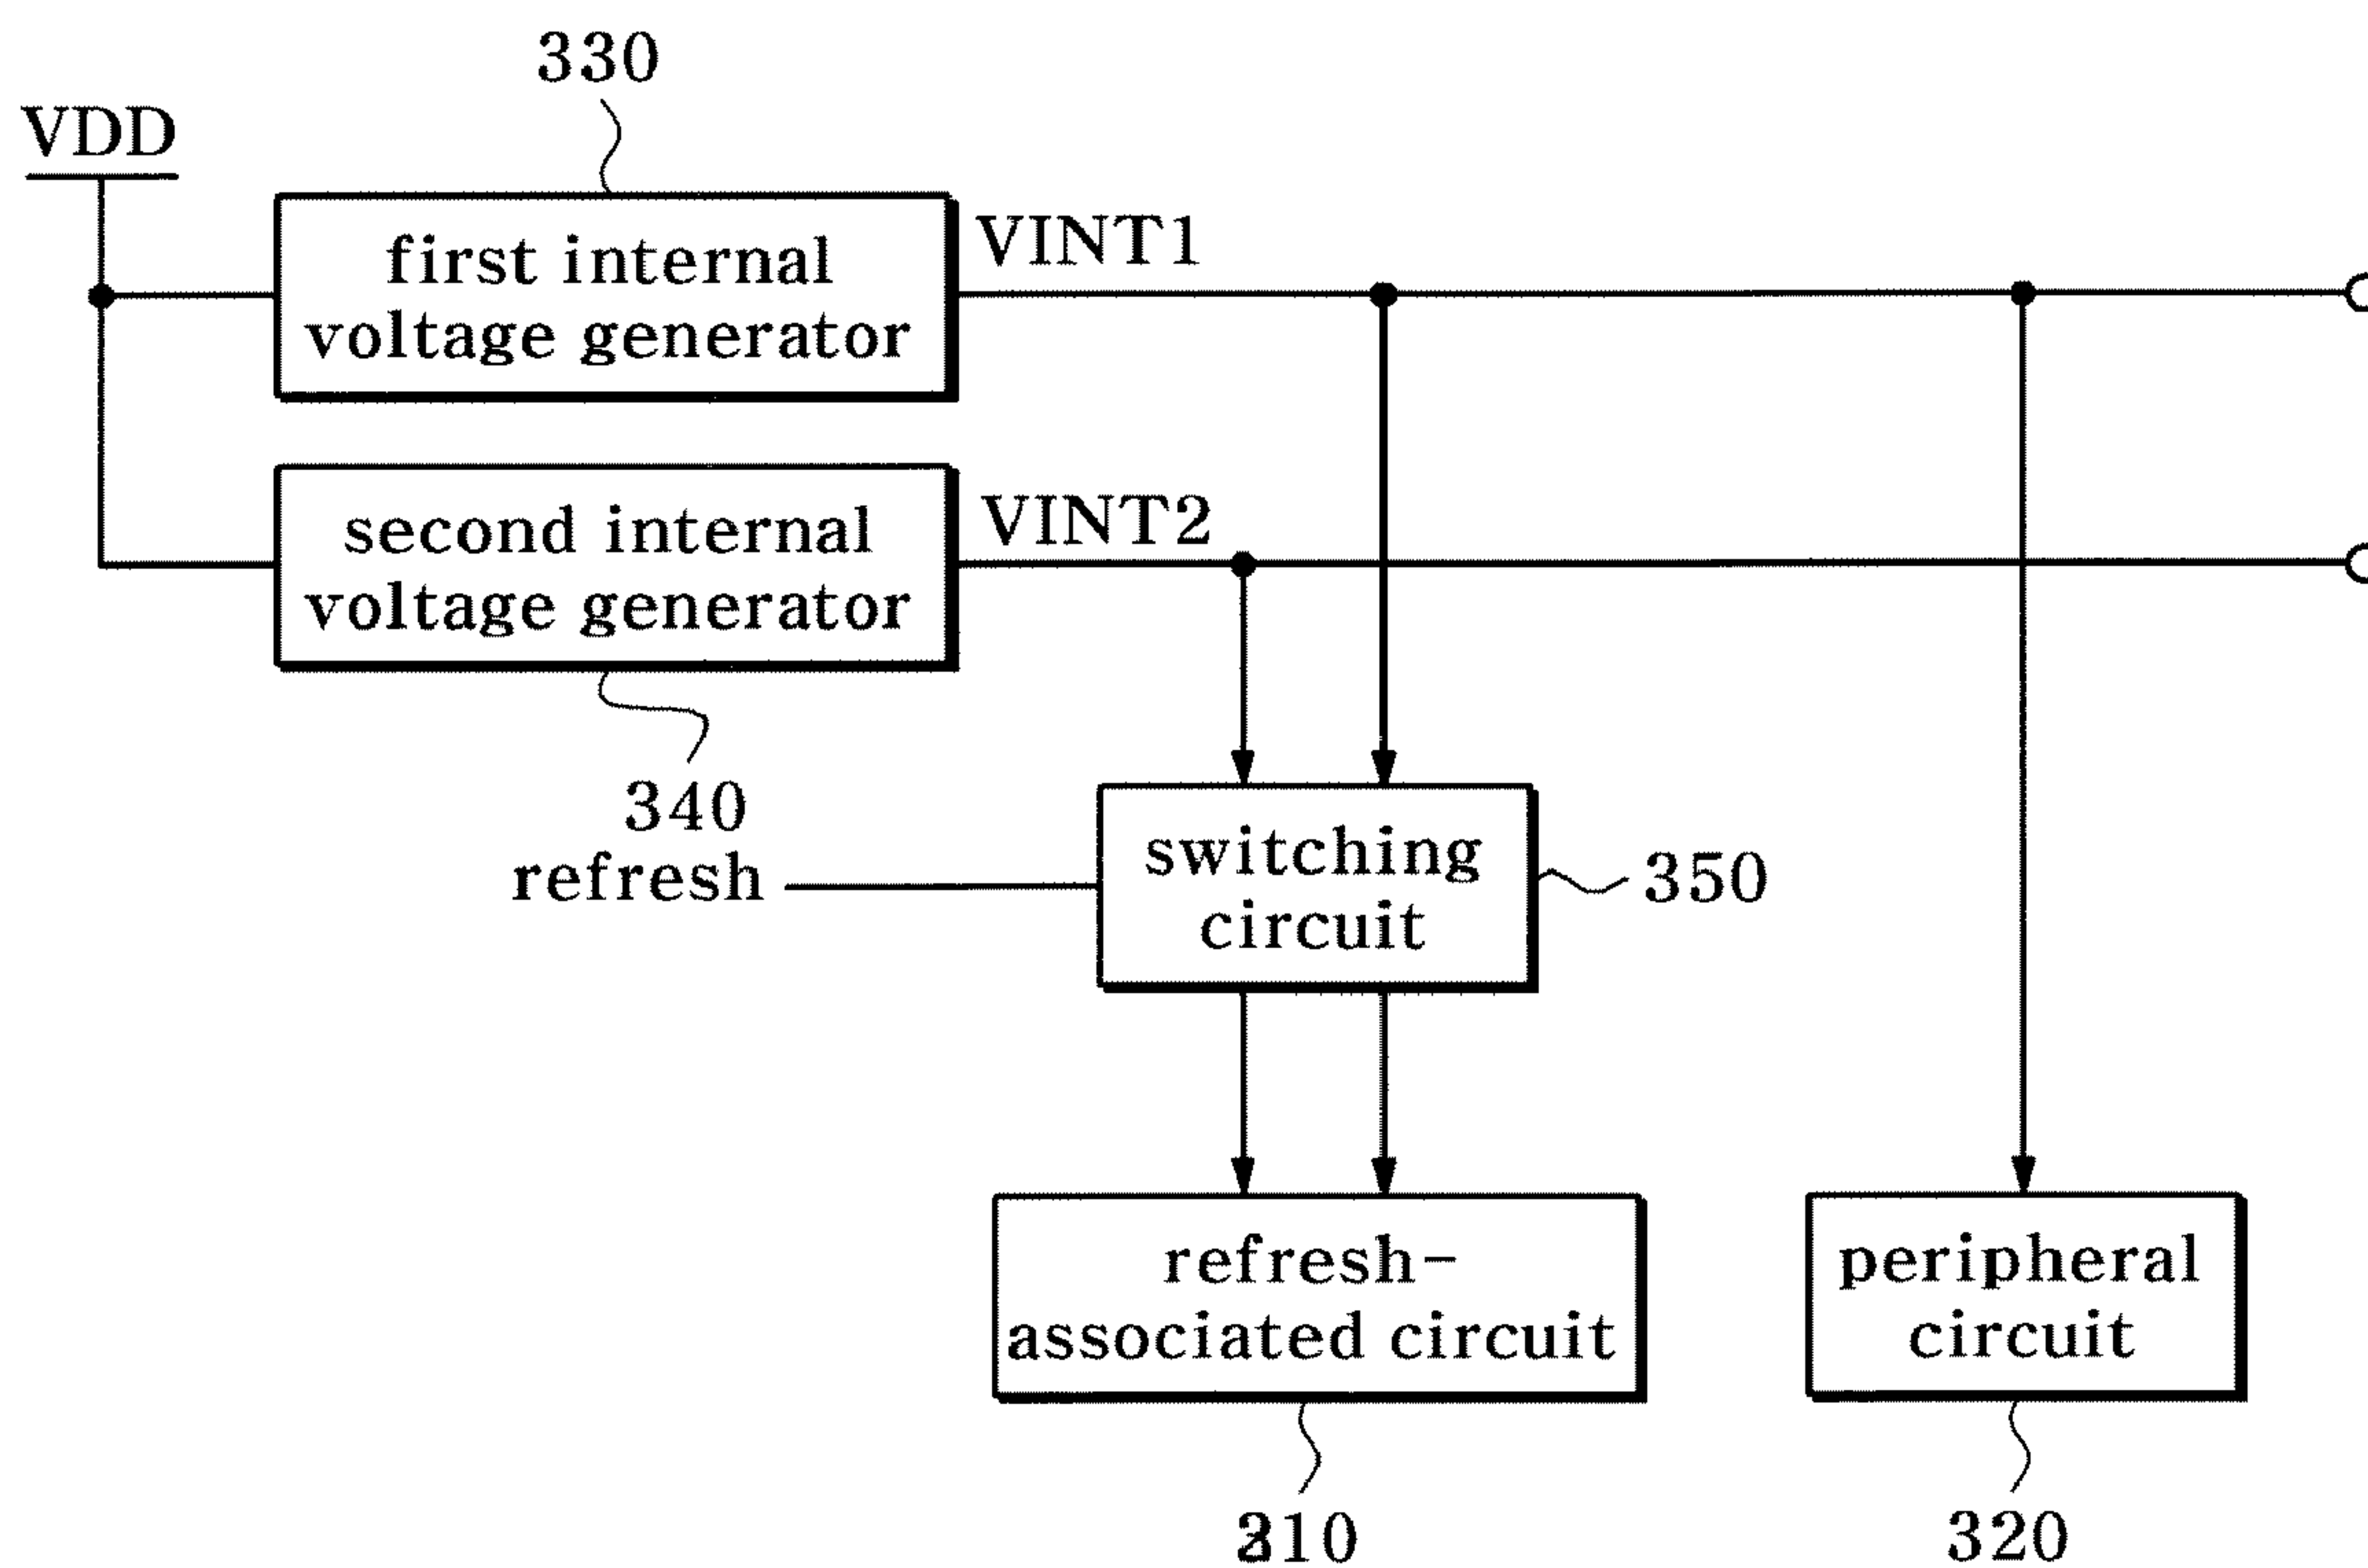 330
VDD
first internal
voltage generator
VINT1
second internal
voltage generator
VINT2
340
refresh
switching
circuit
350
refresh-
associated circuit
peripheral
circuit
320